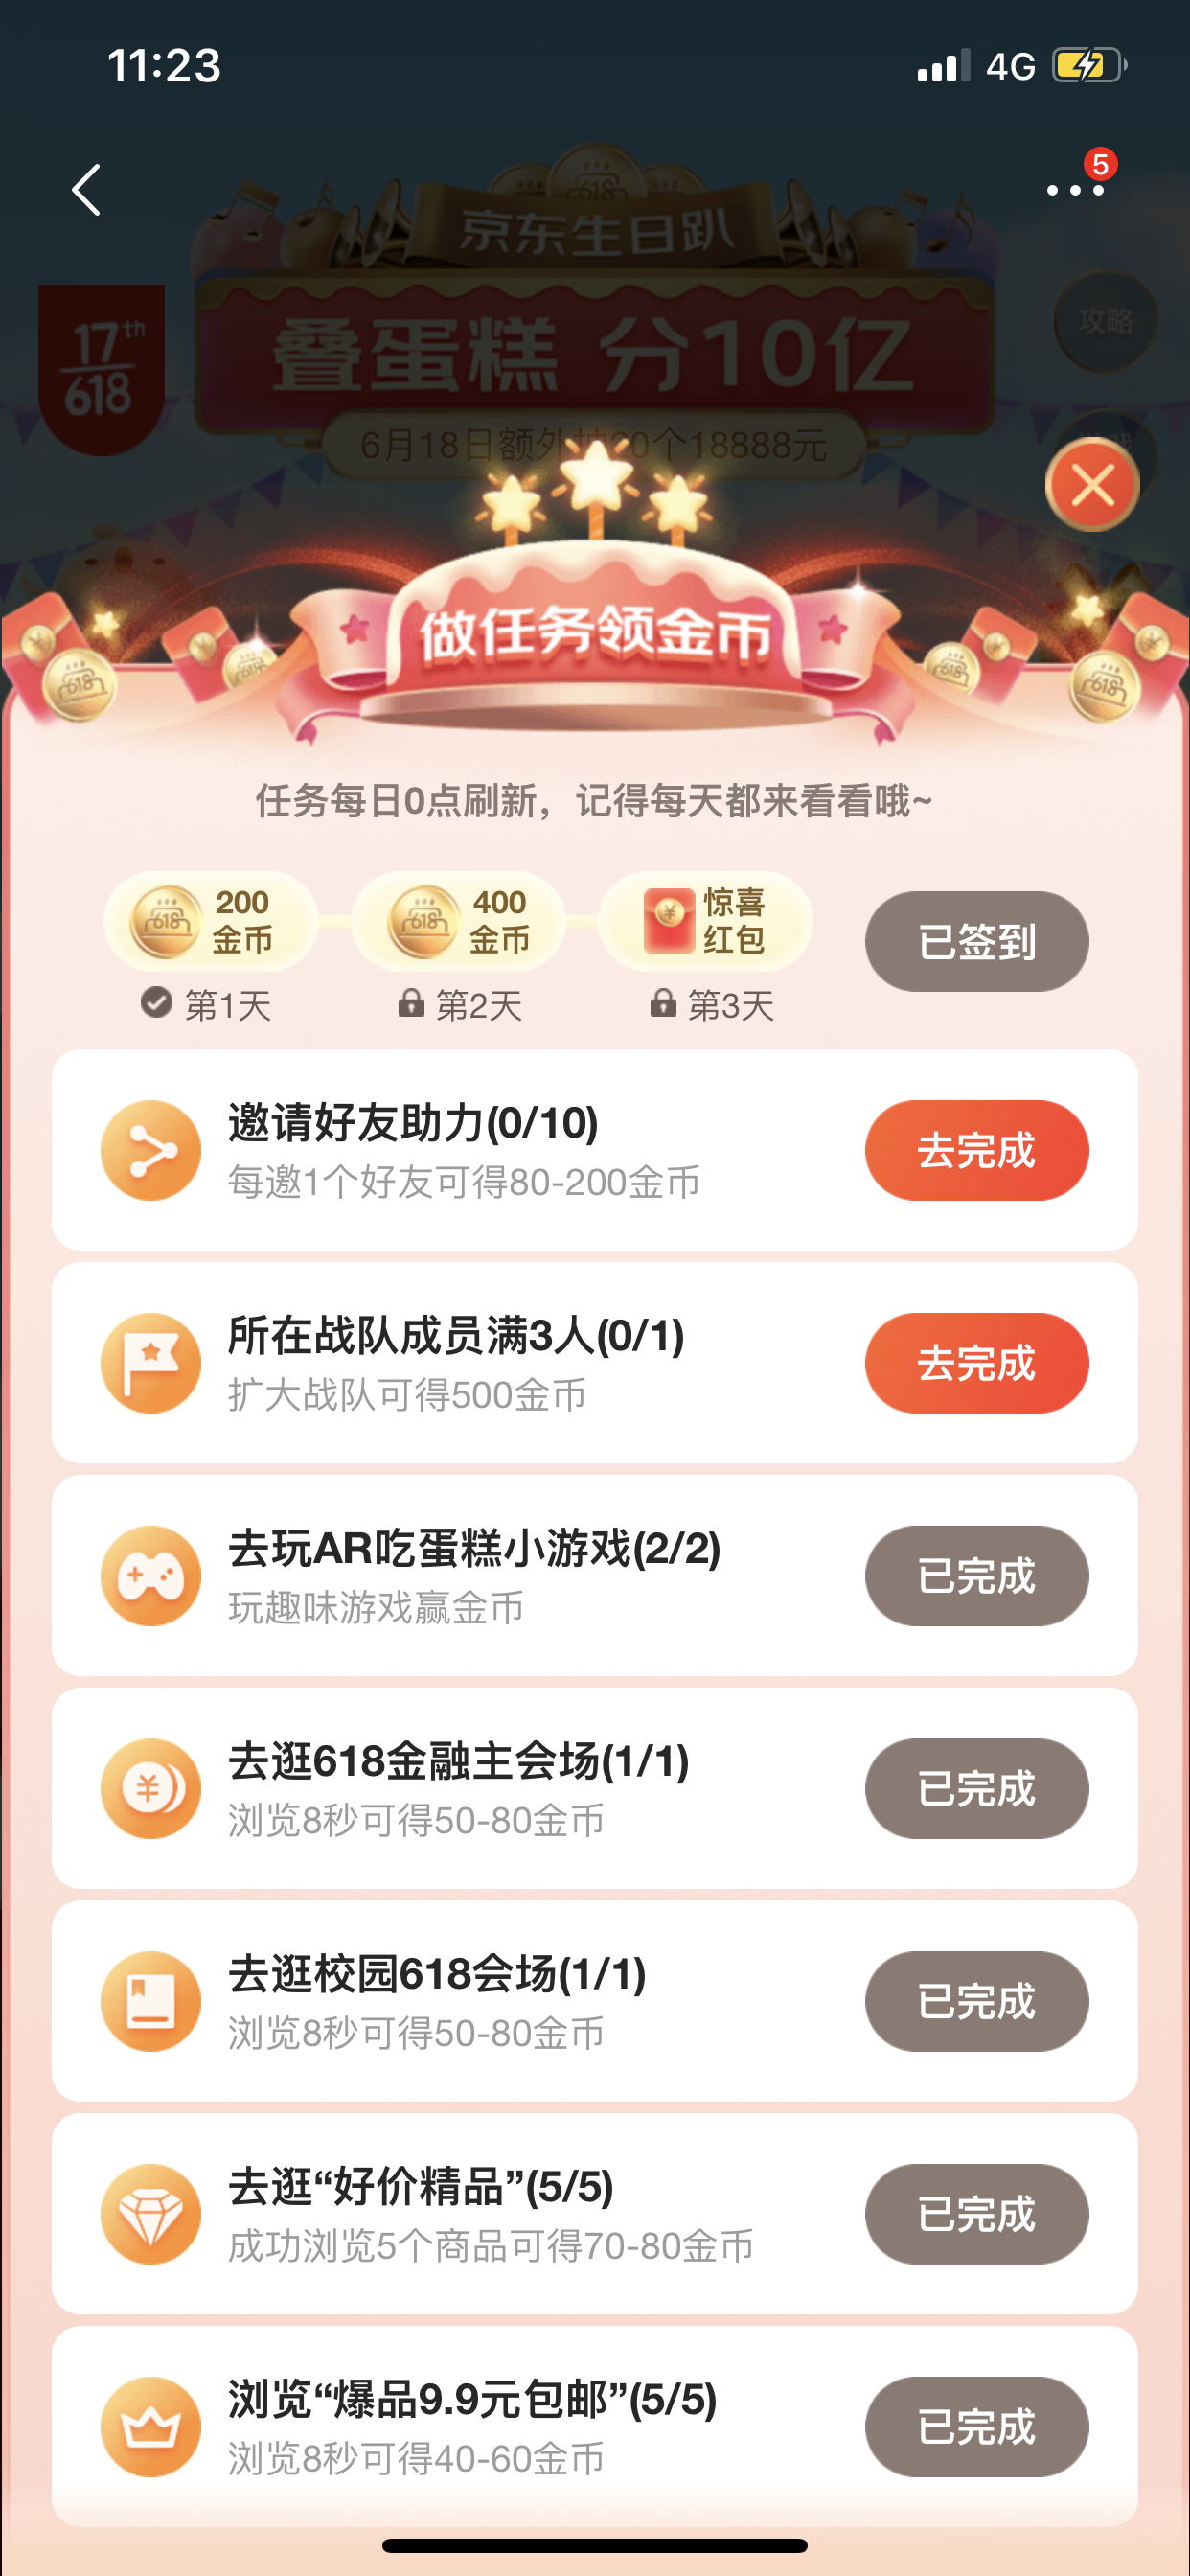 11:23
4G
5
京东生日趴
17th
618
叠蛋糕 分10亿
攻略
6月18日额外 20个18888元
做任务领金币
任务每日0点刷新，记得每天都来看看哦~
200
金币
400
金币
惊喜
红包
已签到
第1天
第2天
第3天
邀请好友助力(0/10)
每邀1个好友可得80-200金币
去完成
所在战队成员满3人(0/1)
扩大战队可得500金币
去完成
去玩AR吃蛋糕小游戏(2/2)
玩趣味游戏赢金币
已完成
去逛618金融主会场(1/1)
浏览8秒可得50-80金币
已完成
去逛校园618会场(1/1)
浏览8秒可得50-80金币
已完成
去逛“好价精品”(5/5)
成功浏览5个商品可得70-80金币
已完成
浏览“爆品9.9元包邮”(5/5)
浏览8秒可得40-60金币
已完成